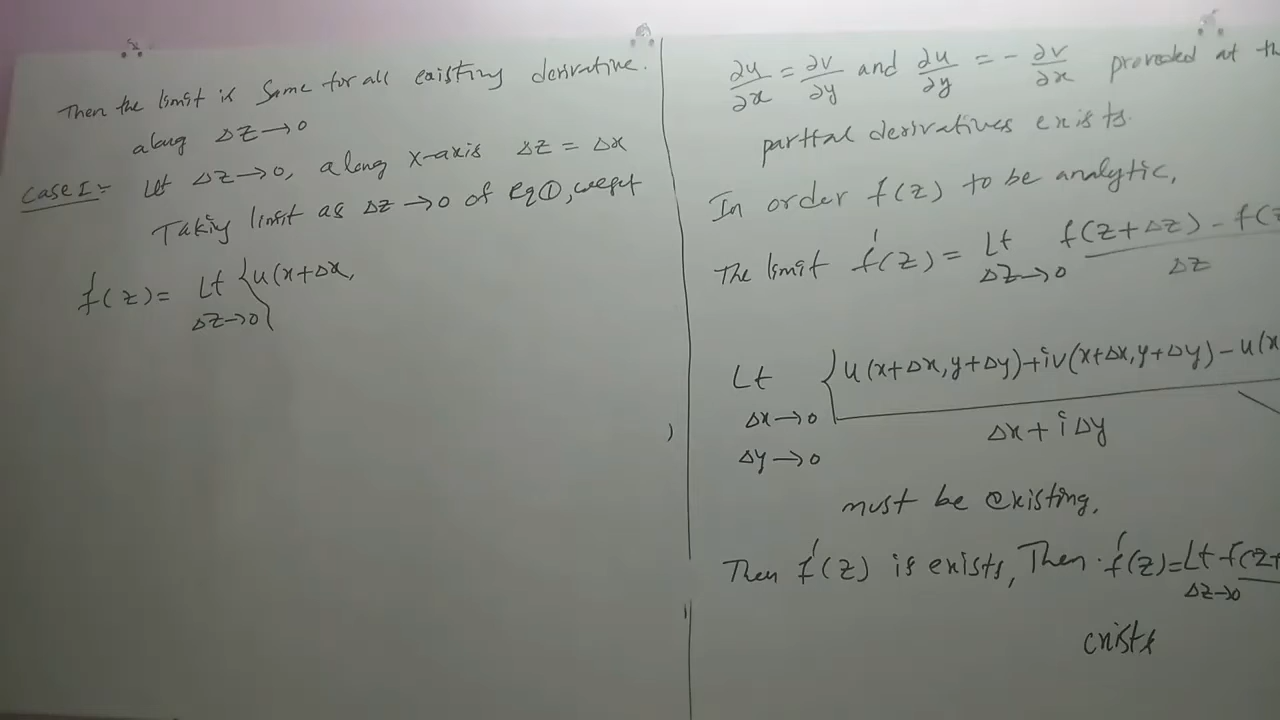 Then the limit is same for all existing derivative.
along Δz→0
Case I:- Let Δz→0, along x-axis Δz = Δx
Taking limit as Δz→0 of eq①, we get
f'(z) = Lt { u(x+Δx,
Δz→0
∂u/∂x = ∂v/∂y and ∂u/∂y = - ∂v/∂x provided at th
partial derivatives exists.
In order f(z) to be analytic,
The limit f'(z) = Lt f(z+Δz) - f(z
Δz→0 Δz
Lt { u(x+Δx, y+Δy)+iv(x+Δx, y+Δy) - u(x
Δx→0 Δx + iΔy
Δy→0
must be existing.
Then f'(z) is exists, Then f'(z) = Lt f(z+
Δz→0
exists